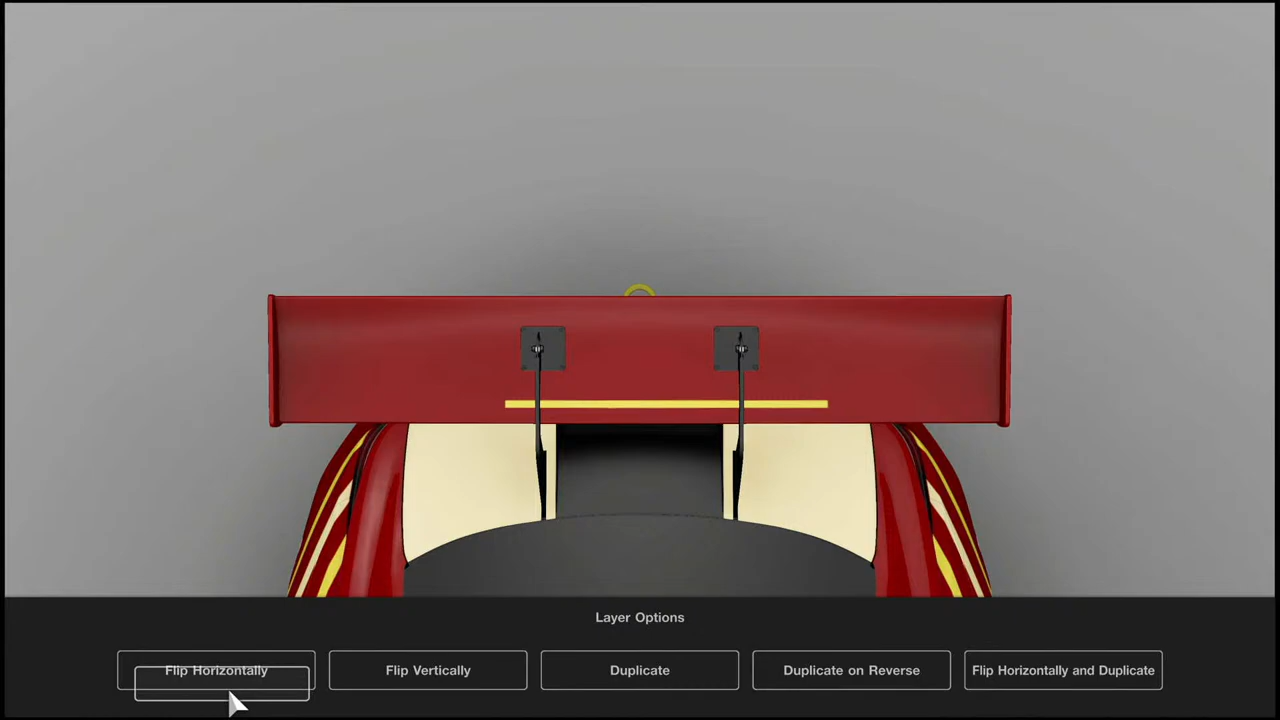 Layer Options
Flip Horizontally
Flip Vertically
Duplicate
Duplicate on Reverse
Flip Horizontally and Duplicate